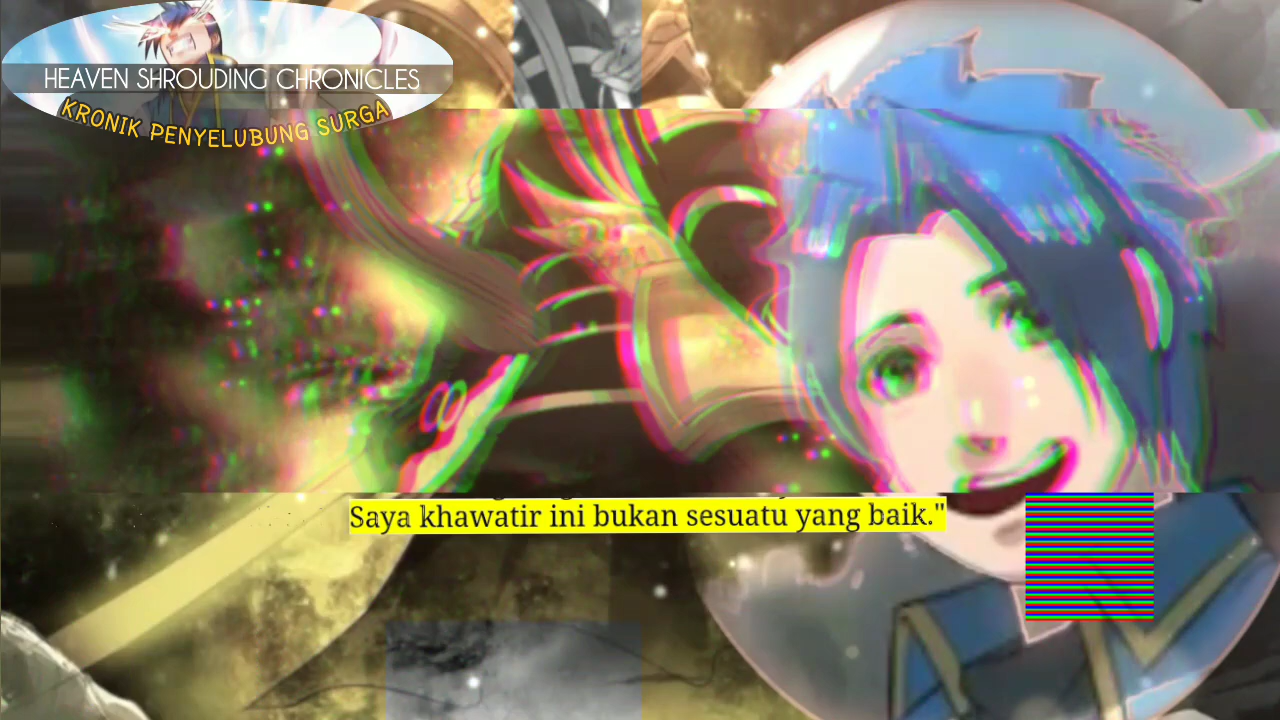 HEAVEN SHROUDING CHRONICLES
KRONIK PENYELUBUNG SURGA
Saya khawatir ini bukan sesuatu yang baik."